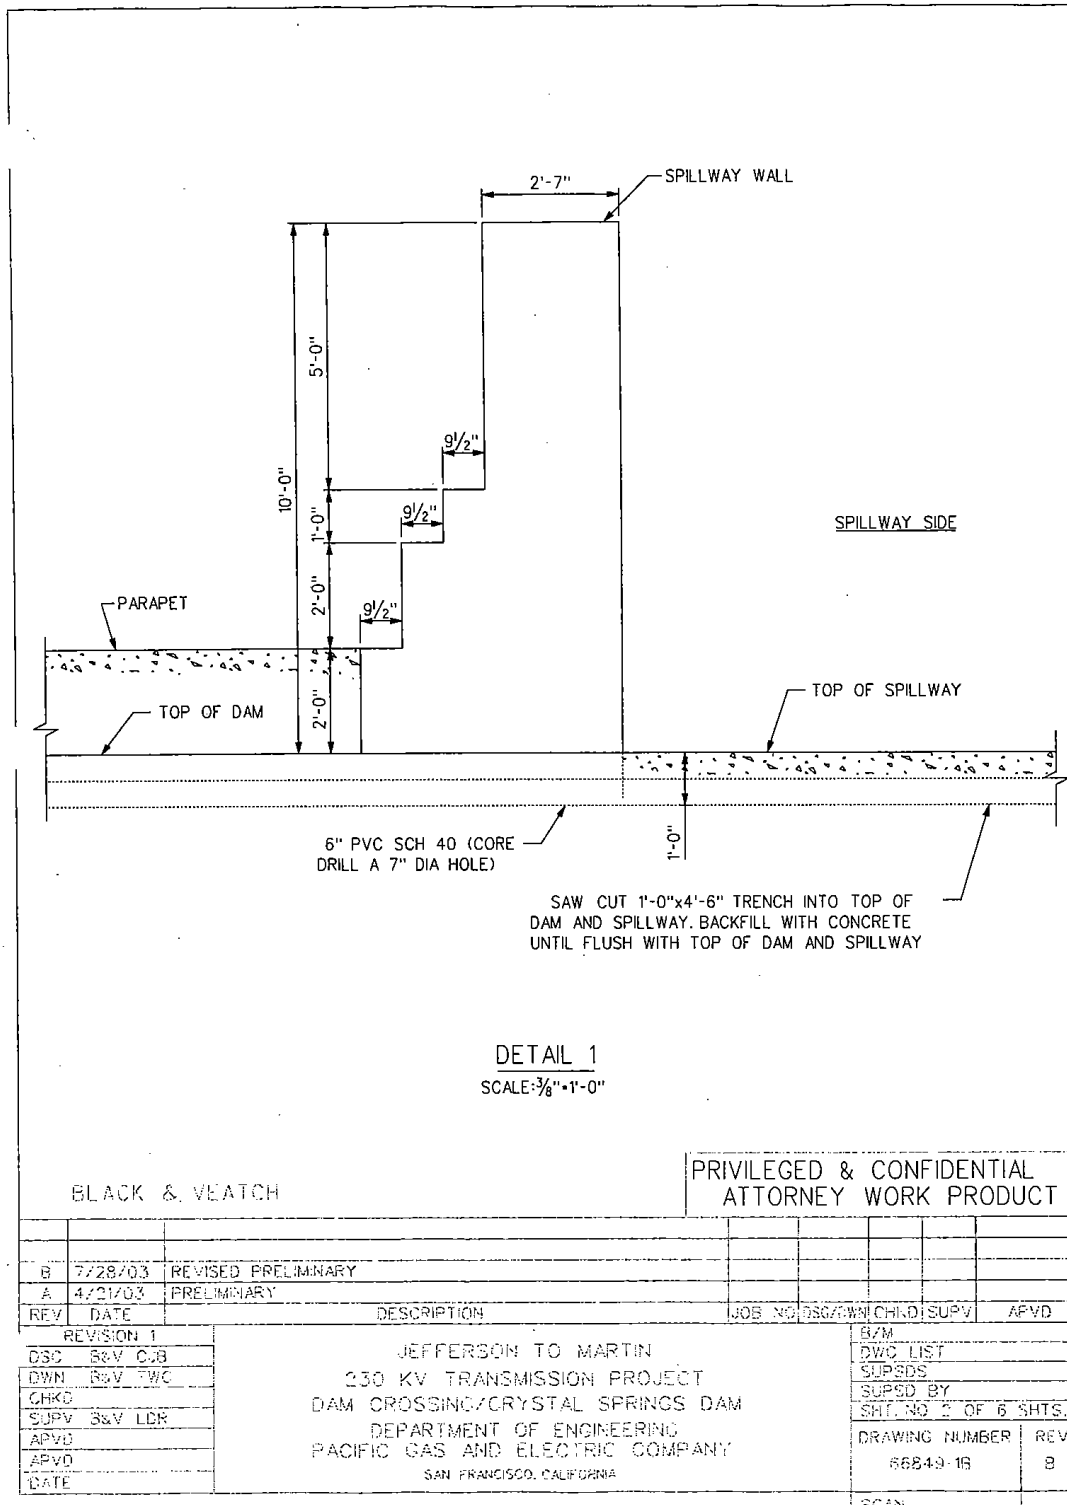 2'-7"
SPILLWAY WALL
5'-0"
10'-0"
9½"
1'-0"
9½"
SPILLWAY SIDE
2'-0"
9½"
PARAPET
TOP OF DAM
2'-0"
TOP OF SPILLWAY
6" PVC SCH 40 (CORE
DRILL A 7" DIA HOLE)
1'-0"
SAW CUT 1'-0"x4'-6" TRENCH INTO TOP OF
DAM AND SPILLWAY. BACKFILL WITH CONCRETE
UNTIL FLUSH WITH TOP OF DAM AND SPILLWAY
DETAIL 1
SCALE:⅜"=1'-0"
BLACK & VEATCH
PRIVILEGED & CONFIDENTIAL
ATTORNEY WORK PRODUCT
B 7/28/03 REVISED PRELIMINARY
A 4/21/03 PRELIMINARY
REV DATE DESCRIPTION JOB NO DSG/DWN CHKD SUPV APVD
REVISION 1
DSG B&V CJB
DWN B&V TWC
CHKD
SUPV B&V LDR
APVD
APVD
DATE
JEFFERSON TO MARTIN
230 KV TRANSMISSION PROJECT
DAM CROSSING/CRYSTAL SPRINGS DAM
DEPARTMENT OF ENGINEERING
PACIFIC GAS AND ELECTRIC COMPANY
SAN FRANCISCO, CALIFORNIA
B/M
DWG LIST
SUPSDS
SUPSD BY
SHT. NO 2 OF 6 SHTS.
DRAWING NUMBER REV
B
SCAN